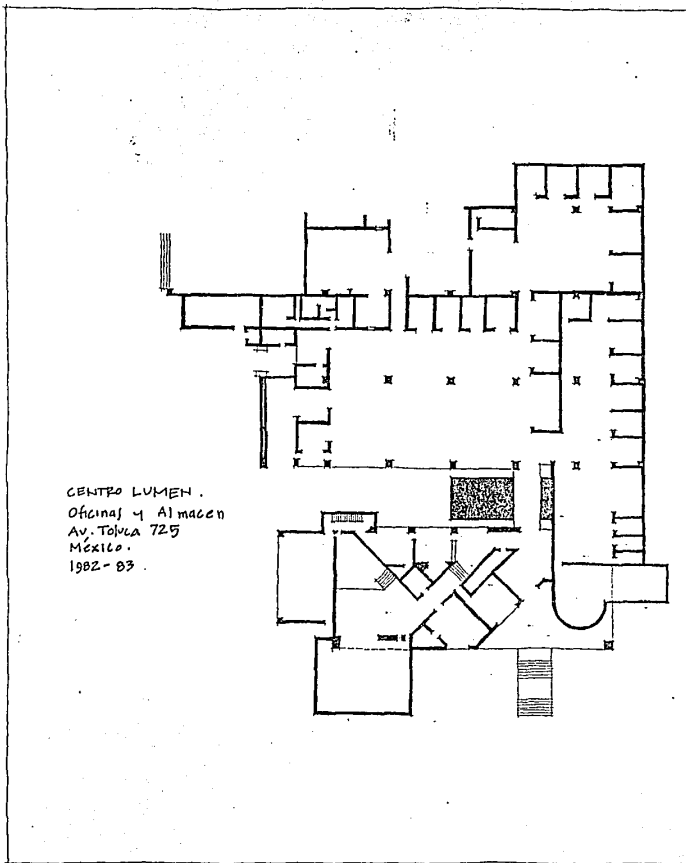 CENTRO LUMEN.
Oficinas y Almacen
Av. Toluca 725
México.
1982-83.